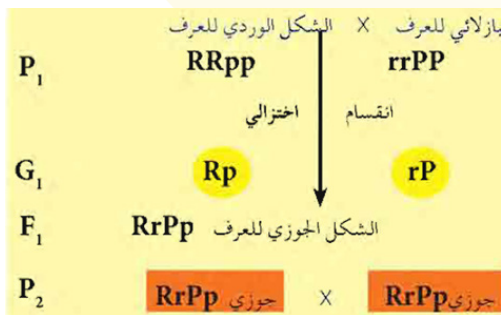 الشكل الوردي للعرف X بازلائي للعرف
P1 RRpp rrPP
اختزالي انقسام
G1 Rp rP
F1 RrPp الشكل الجوزي للعرف
P2 RrPp جوزي X RrPp جوزي